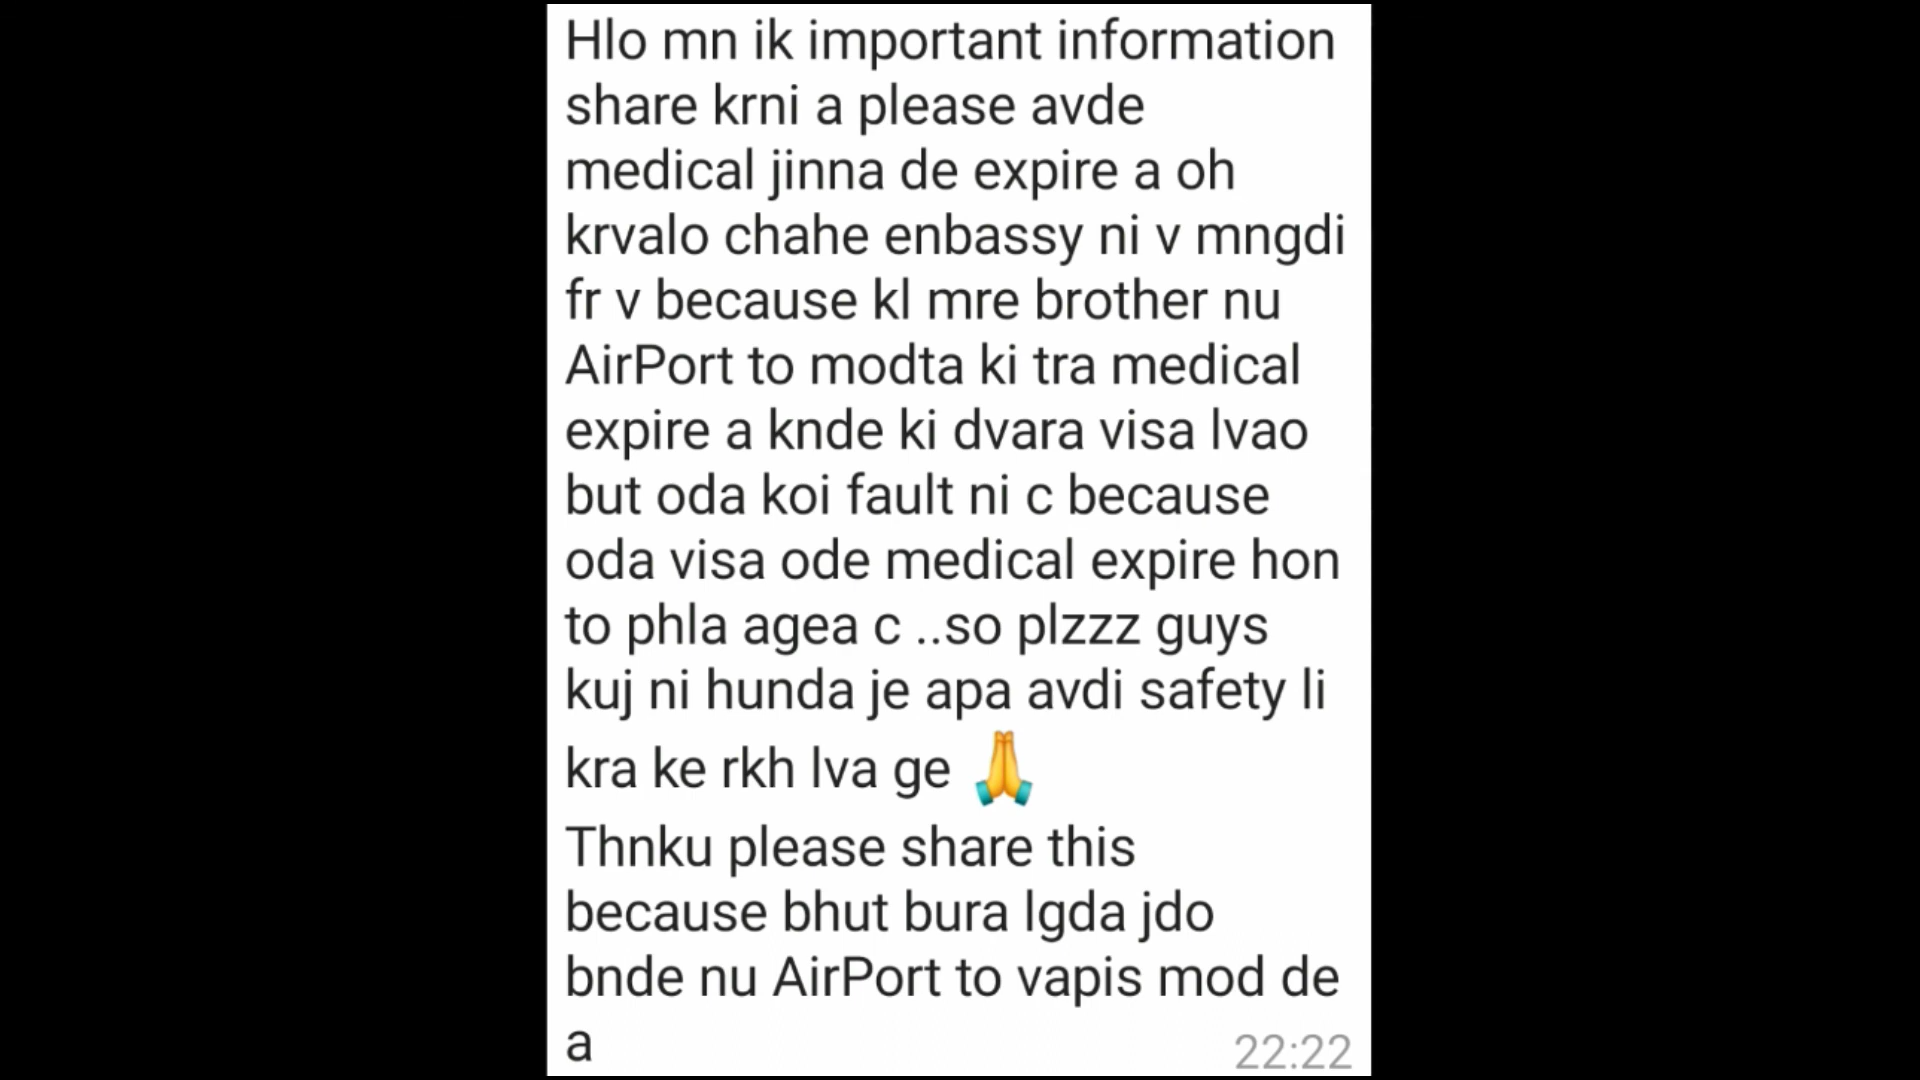 Hlo mn ik important information
share krni a please avde
medical jinna de expire a oh
krvalo chahe enbassy ni v mngdi
fr v because kl mre brother nu
AirPort to modta ki tra medical
expire a knde ki dvara visa lvao
but oda koi fault ni c because
oda visa ode medical expire hon
to phla agea c ..so plzzz guys
kuj ni hunda je apa avdi safety li
kra ke rkh lva ge 🙏
Thnku please share this
because bhut bura lgda jdo
bnde nu AirPort to vapis mod de
a
22:22